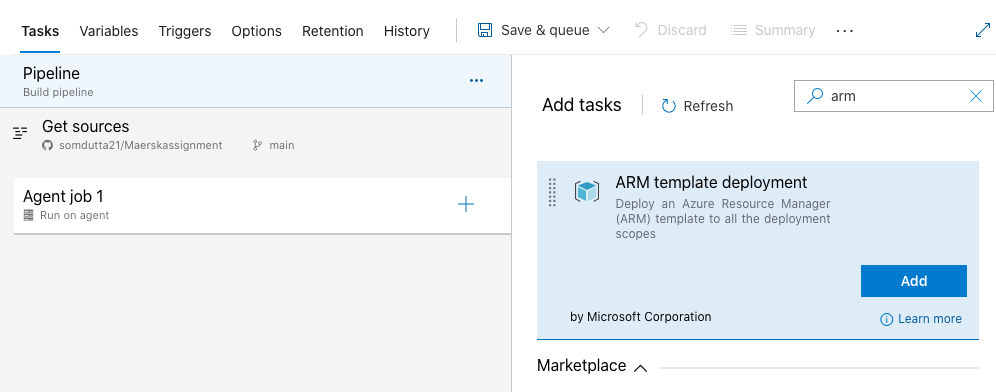 Tasks Variables Triggers Options Retention History Save & queue Discard Summary ...
Pipeline ...
Build pipeline
Get sources
somdutta21/Maerskassignment main
Agent job 1
Run on agent
Add tasks Refresh arm
ARM template deployment
Deploy an Azure Resource Manager
(ARM) template to all the deployment
scopes
Add
by Microsoft Corporation Learn more
Marketplace